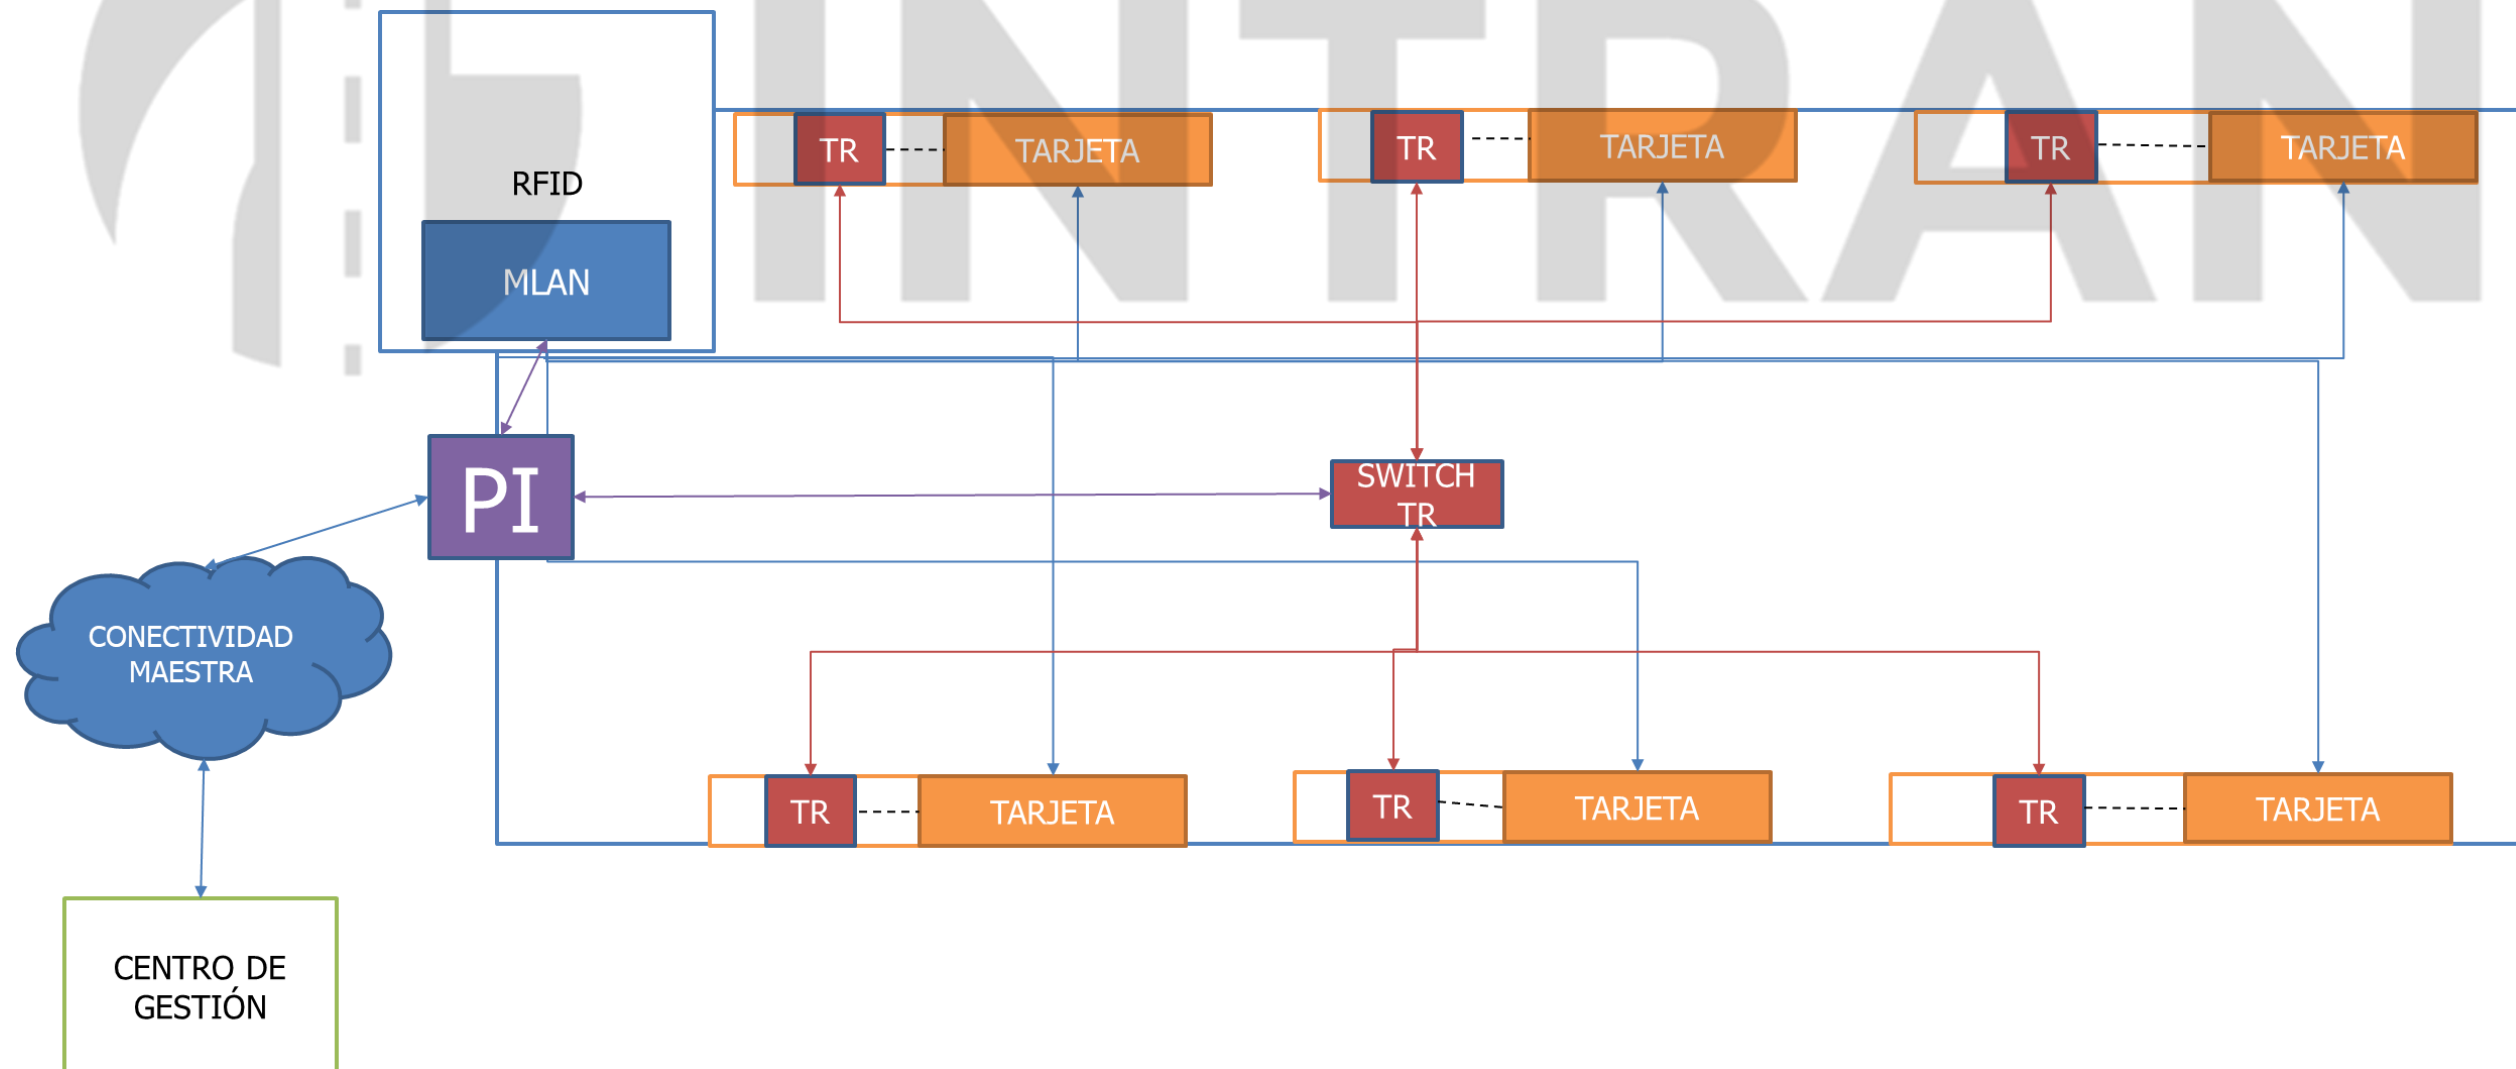 INTRAN
RFID
MLAN
TR
TARJETA
TR
TARJETA
TR
TARJETA
PI
SWITCH
TR
CONECTIVIDAD
MAESTRA
TR
TARJETA
TR
TARJETA
TR
TARJETA
CENTRO DE
GESTIÓN